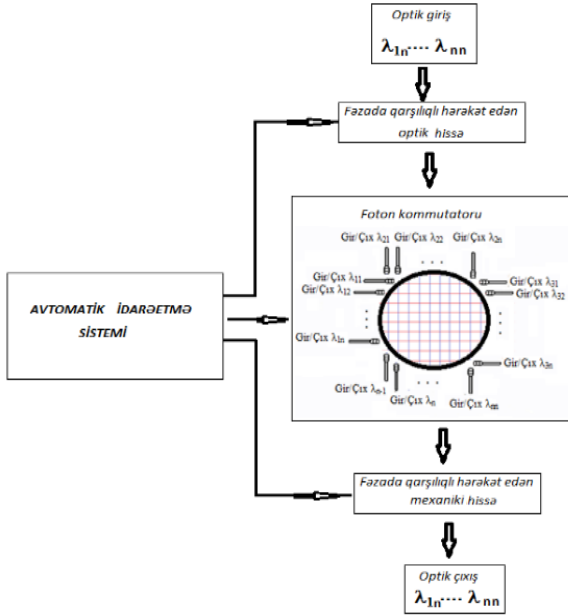 Optik giriş
λ1n.... λ nn
Fəzada qarşılıqlı hərəkət edən
optik hissə
Foton kommutatoru
Gir/Çıx λ21
Gir/Çıx λ22
Gir/Çıx λ2n
...
Gir/Çıx λ11
Gir/Çıx λ12
Gir/Çıx λ31
Gir/Çıx λ32
Gir/Çıx λ1n
Gir/Çıx λ3n
...
Gir/Çıx λn-1
Gir/Çıx λn
Gir/Çıx λnn
AVTOMATİK İDARƏETMƏ
SİSTEMİ
Fəzada qarşılıqlı hərəkət edən
mexaniki hissə
Optik çıxış
λ1n.... λ nn